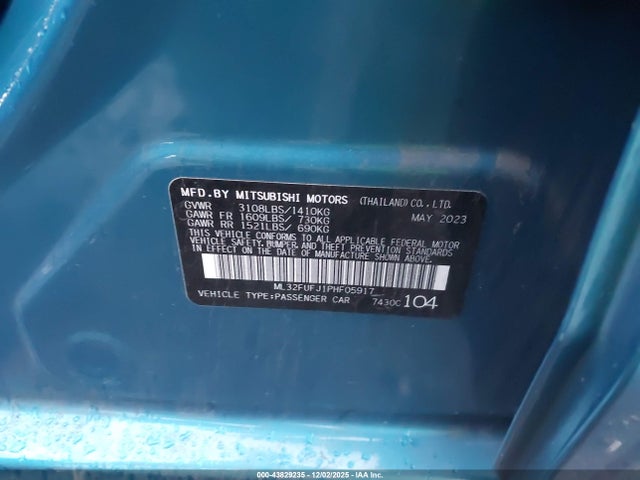 MFD.BY MITSUBISHI MOTORS (THAILAND) CO., LTD.
GVWR 3108LBS/1410KG MAY 2023
GAWR FR 1609LBS/ 730KG
GAWR RR 1521LBS/ 690KG
THIS VEHICLE CONFORMS TO ALL APPLICABLE FEDERAL MOTOR
VEHICLE SAFETY, BUMPER, AND THEFT PREVENTION STANDARDS
IN EFFECT ON THE DATE OF MANUFACTURE SHOWN ABOVE.
ML32FUFJ1PHF05917
VEHICLE TYPE:PASSENGER CAR 7430C 104
000-43829235 - 12/02/2025 - IAA Inc.